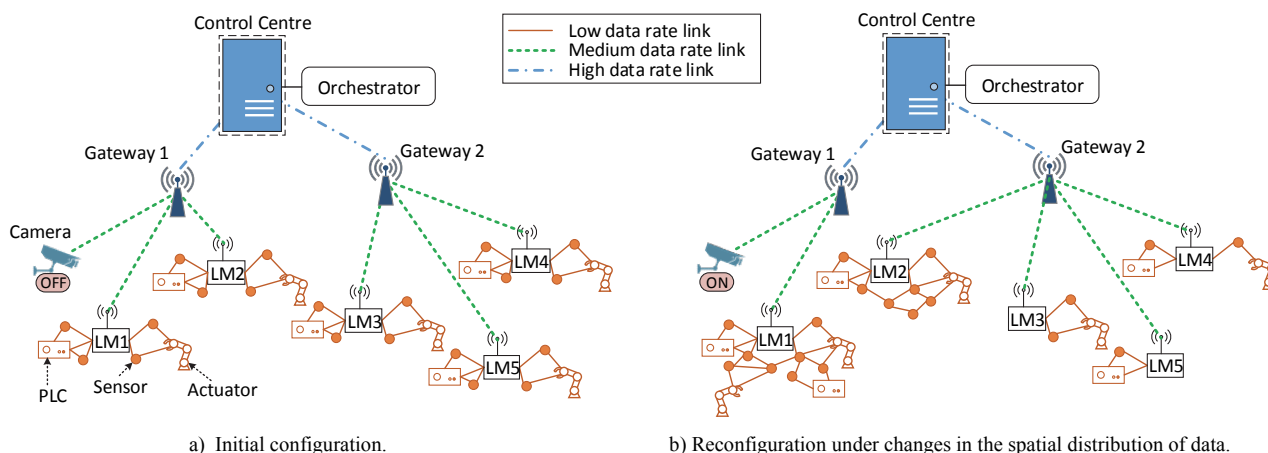 Control Centre
Orchestrator
Gateway 1
Gateway 2
Camera
OFF
LM2
LM4
LM3
LM1
LM5
PLC
Sensor
Actuator
a) Initial configuration.
Low data rate link
Medium data rate link
High data rate link
Control Centre
Orchestrator
Gateway 1
Gateway 2
ON
LM2
LM4
LM3
LM1
LM5
b) Reconfiguration under changes in the spatial distribution of data.